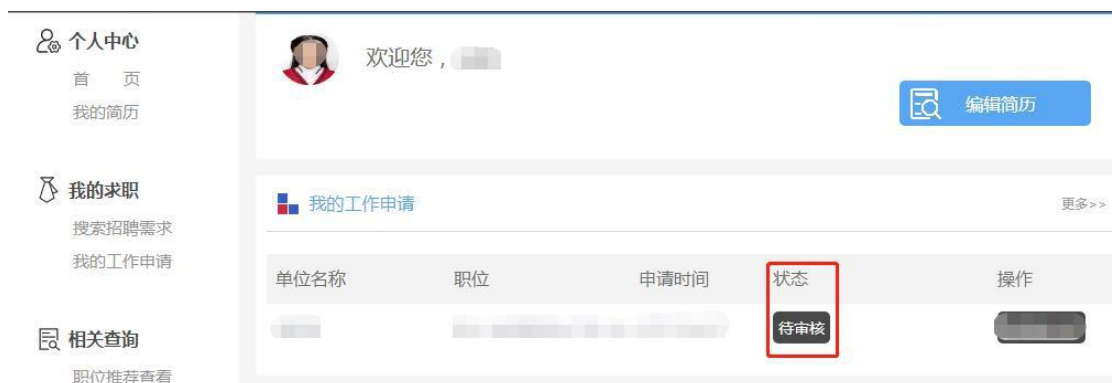 个人中心
首 页
我的简历
我的求职
搜索招聘需求
我的工作申请
相关查询
职位推荐查看
欢迎您，
编辑简历
我的工作申请
更多>>
单位名称 职位 申请时间 状态 操作
待审核